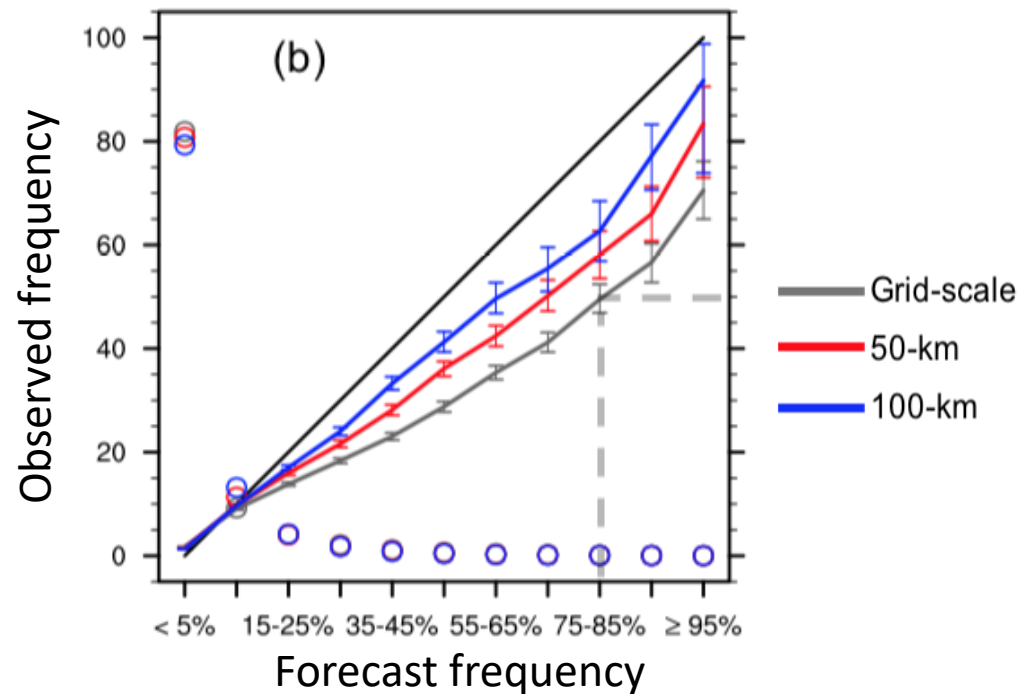 (b)
Observed frequency
100
80
60
40
20
0
< 5% 15-25% 35-45% 55-65% 75-85% ≥ 95%
Forecast frequency
Grid-scale
50-km
100-km